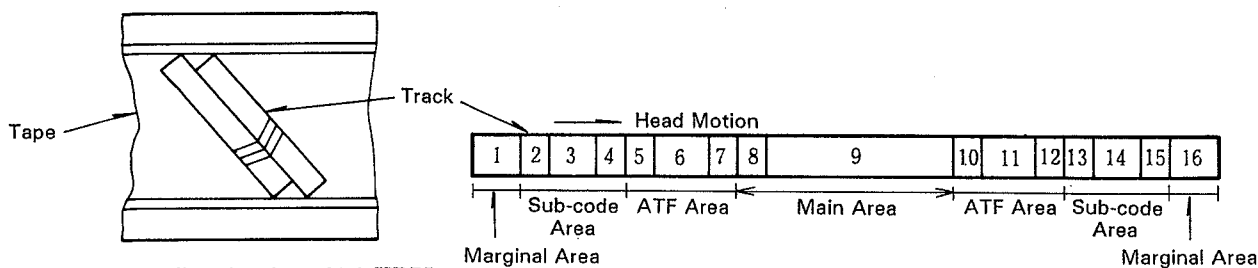 Tape
Track
Head Motion
1 2 3 4 5 6 7 8 9 10 11 12 13 14 15 16
Sub-code
Area
ATF Area
Main Area
ATF Area
Sub-code
Area
Marginal Area
Marginal Area